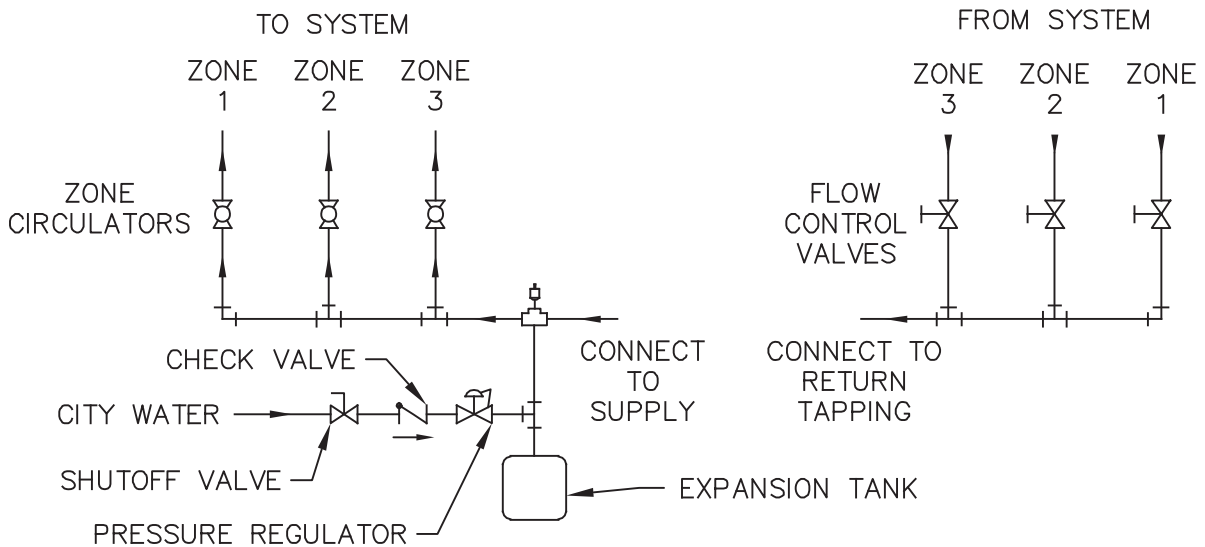 TO SYSTEM
ZONE
1
ZONE
2
ZONE
3
ZONE
CIRCULATORS
FROM SYSTEM
ZONE
3
ZONE
2
ZONE
1
FLOW
CONTROL
VALVES
CHECK VALVE
CONNECT
TO
SUPPLY
CONNECT TO
RETURN
TAPPING
CITY WATER
SHUTOFF VALVE
EXPANSION TANK
PRESSURE REGULATOR